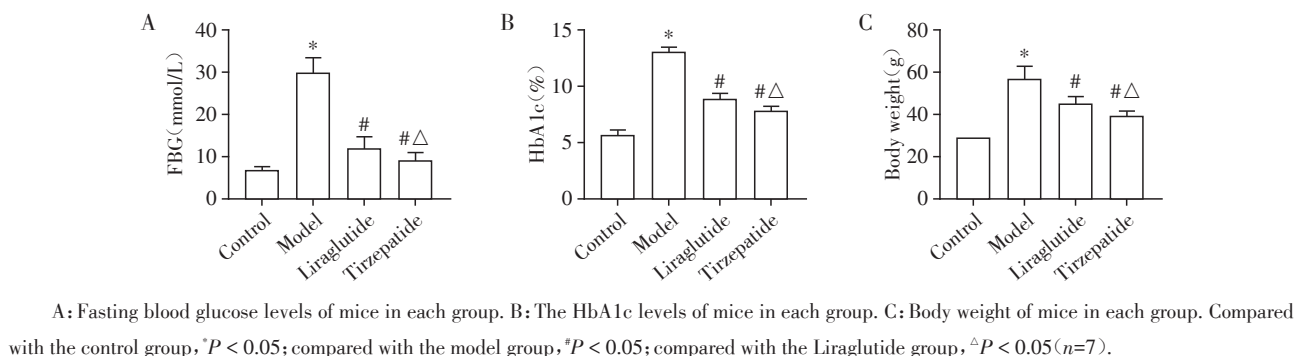 A
FBG(mmol/L)
40
30
20
10
0
*
#
#△
Control
Model
Liraglutide
Tirzepatide
B
HbA1c(%)
15
10
5
0
*
#
#△
Control
Model
Liraglutide
Tirzepatide
C
Body weight(g)
80
60
40
20
0
*
#
#△
Control
Model
Liraglutide
Tirzepatide
A: Fasting blood glucose levels of mice in each group. B: The HbA1c levels of mice in each group. C: Body weight of mice in each group. Compared
with the control group, *P < 0.05; compared with the model group, #P < 0.05; compared with the Liraglutide group, △P < 0.05(n=7).